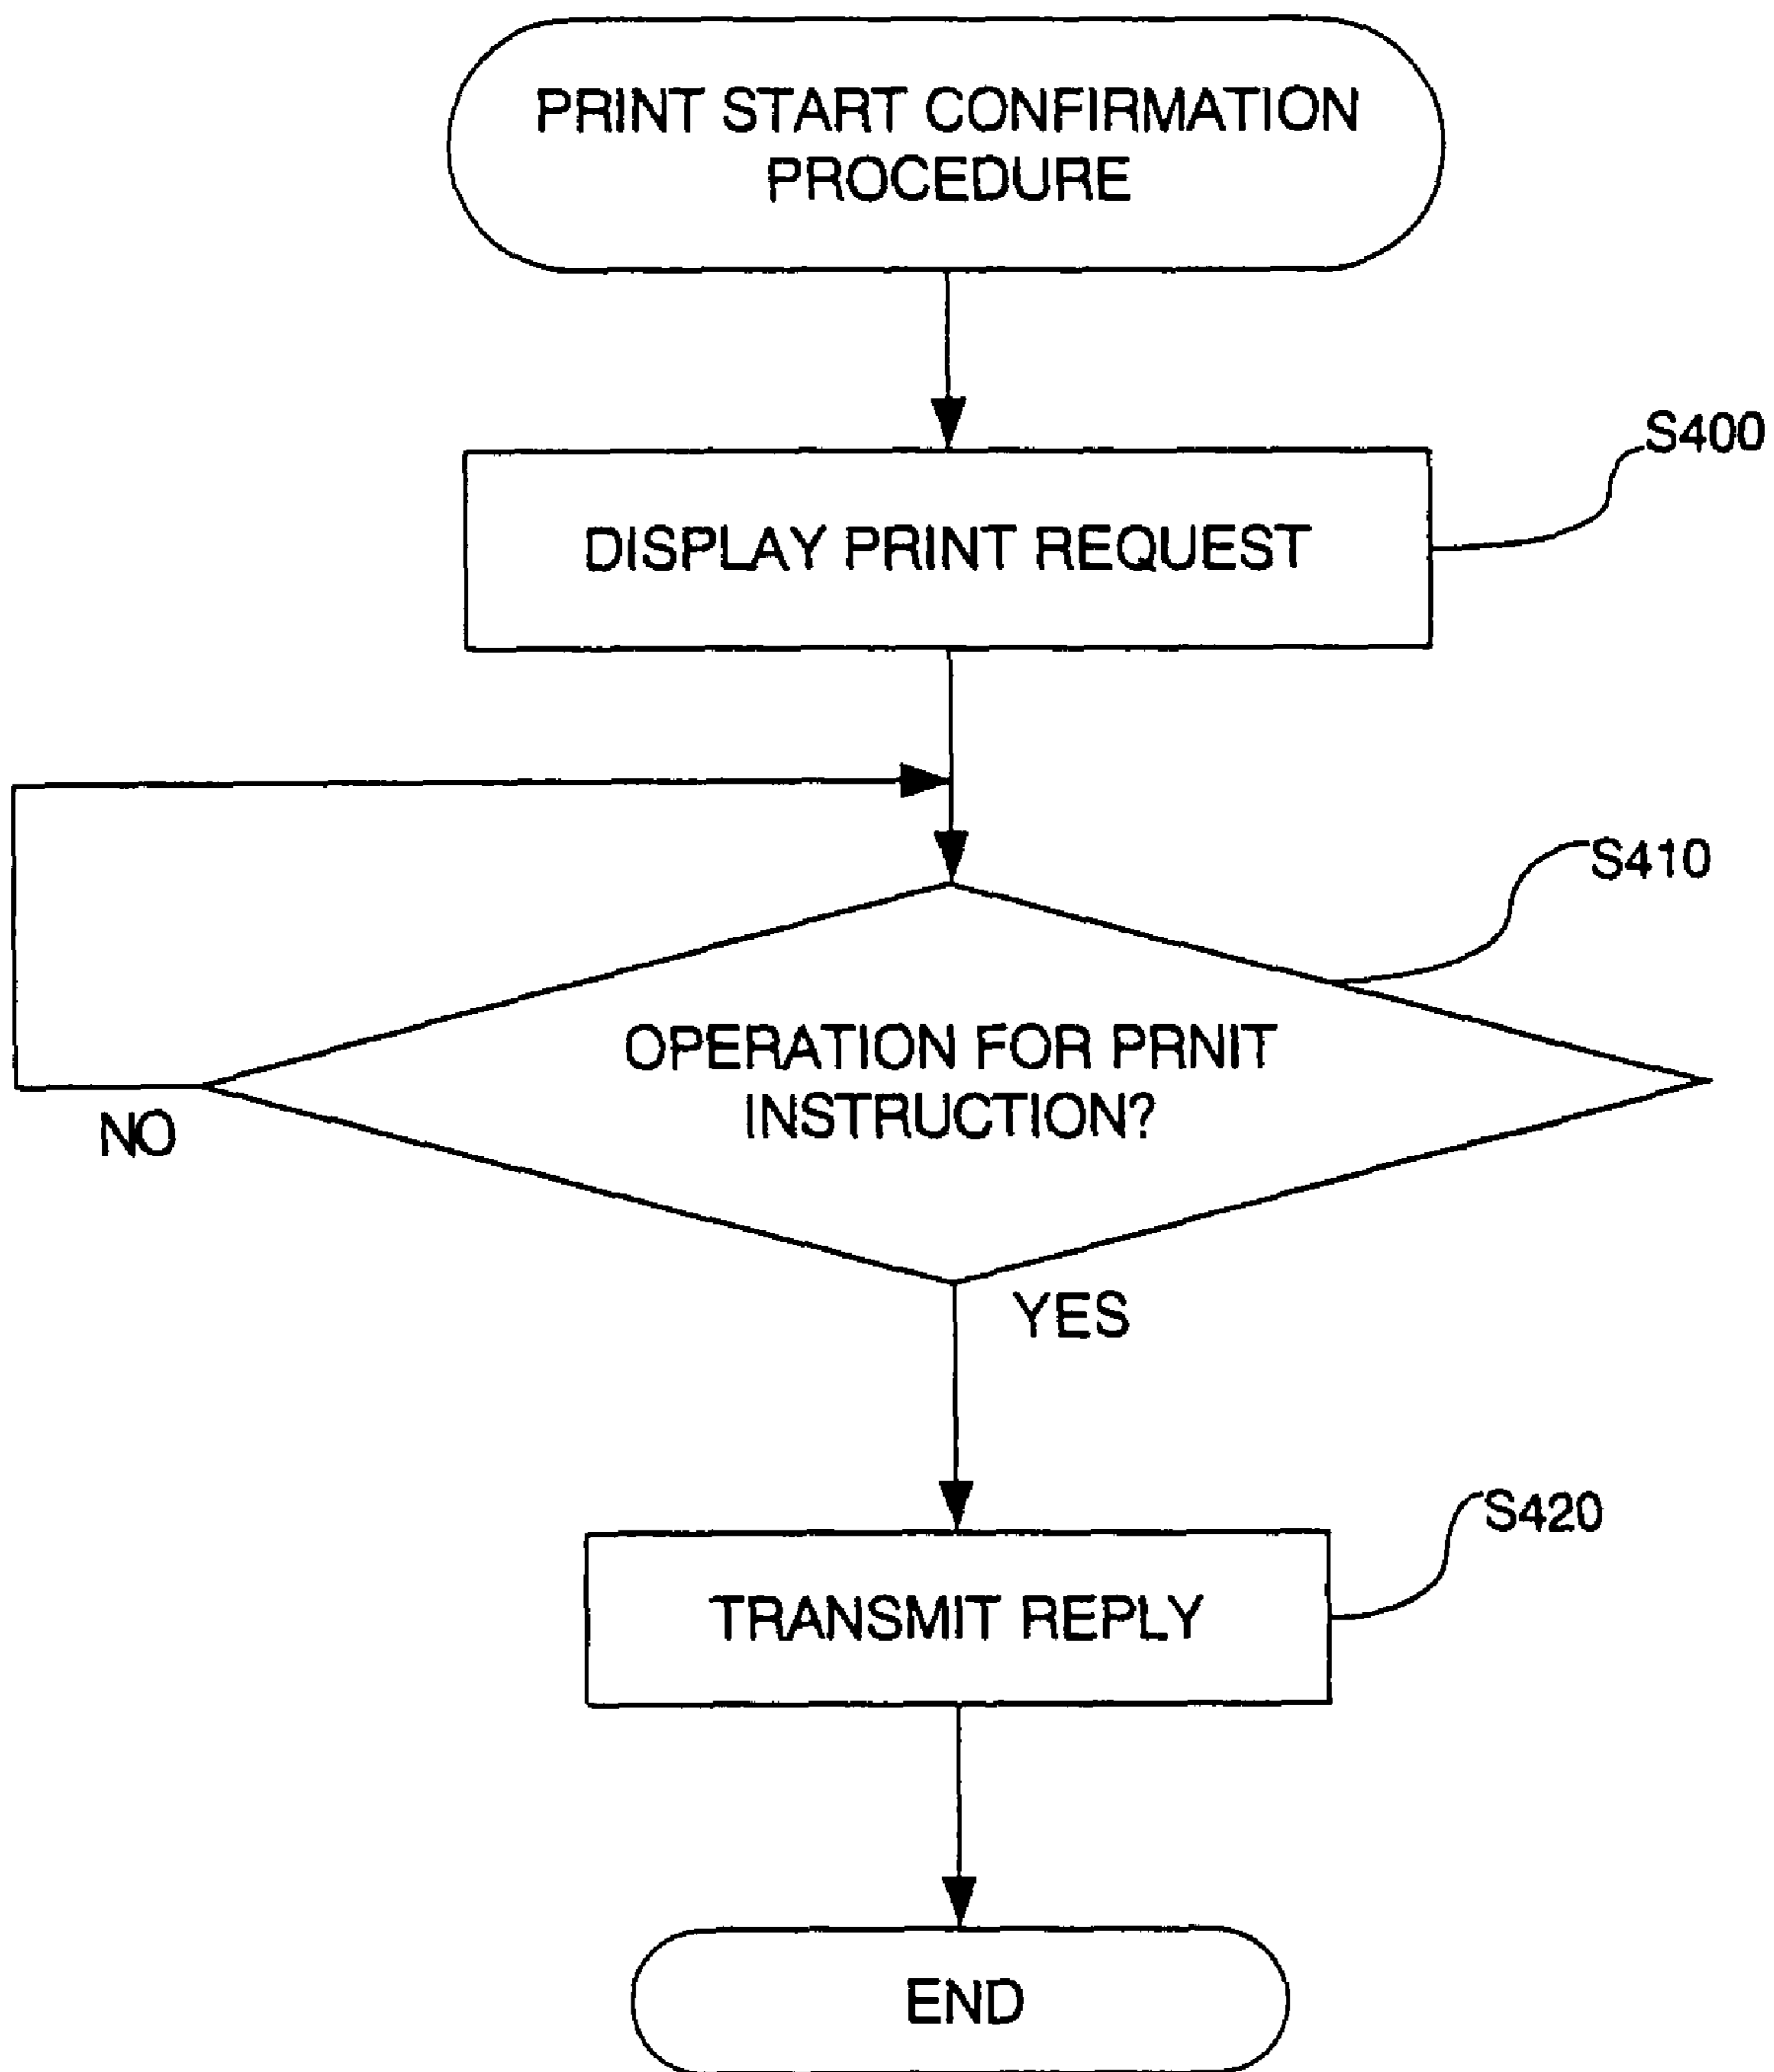 PRINT START CONFIRMATION
PROCEDURE
S400
DISPLAY PRINT REQUEST
S410
OPERATION FOR PRNIT
INSTRUCTION?
NO
YES
S420
TRANSMIT REPLY
END